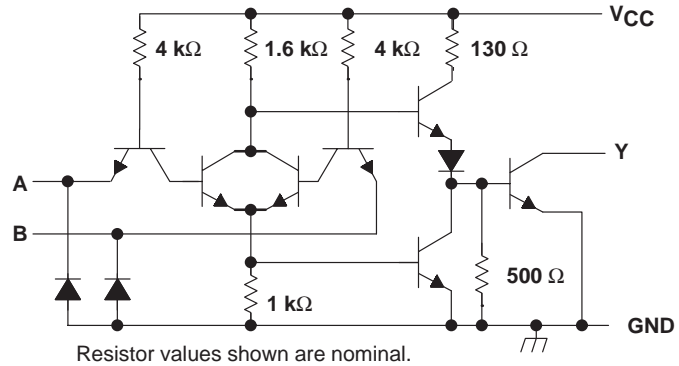 VCC
4 kΩ 1.6 kΩ 4 kΩ 130 Ω
Y
A
B
500 Ω
1 kΩ
GND
Resistor values shown are nominal.